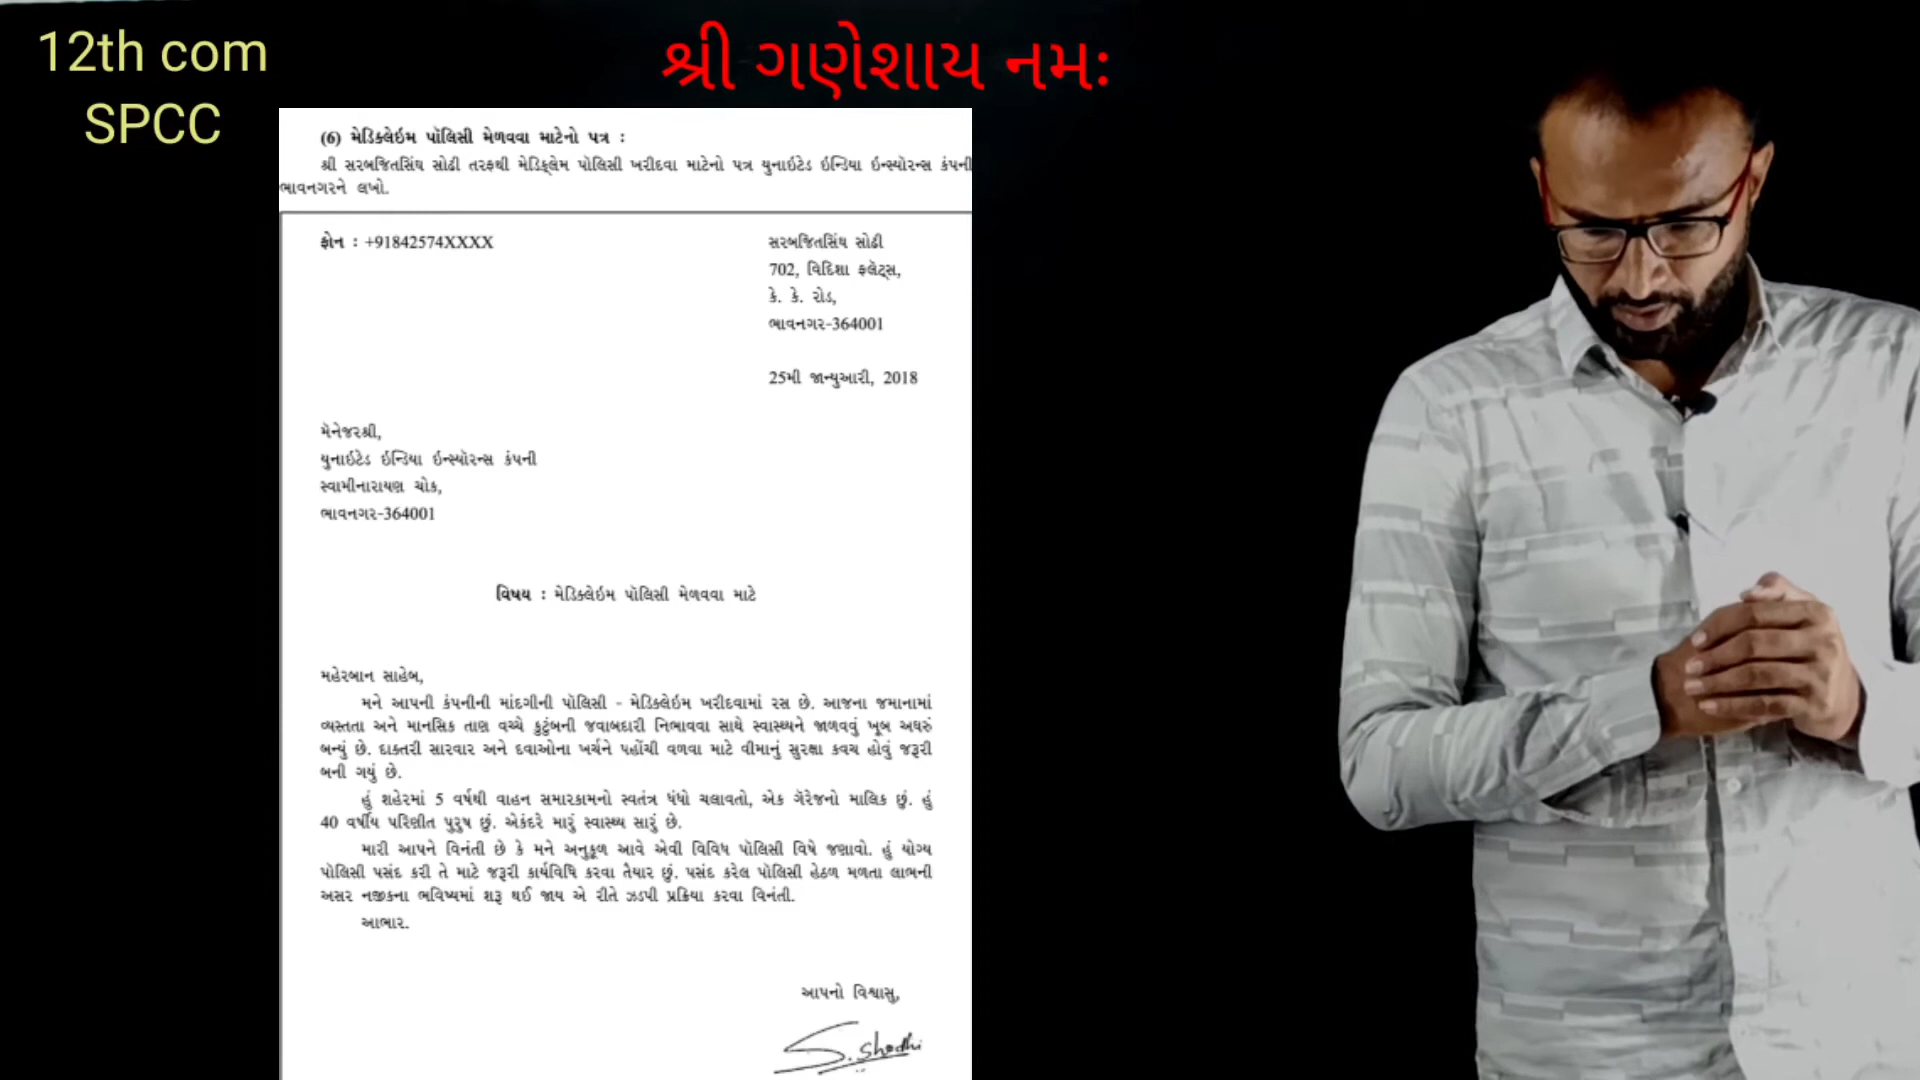 12th com
SPCC
શ્રી ગણેશાય નમઃ
(6) મેડિક્લેઇમ પૉલિસી મેળવવા માટેનો પત્ર :
શ્રી સરબજિતસિંઘ સોઢી તરફથી મેડિક્લેમ પોલિસી ખરીદવા માટેનો પત્ર યુનાઇટેડ ઇન્ડિયા ઇન્સ્યૉરન્સ કંપની
ભાવનગરને લખો.
ફોન : +91842574XXXX
સરબજિતસિંઘ સોઢી
702, વિદિશા ફ્લૅટ્સ,
કે. કે. રોડ,
ભાવનગર-364001
25મી જાન્યુઆરી, 2018
મૅનેજરશ્રી,
યુનાઇટેડ ઇન્ડિયા ઇન્સ્યૉરન્સ કંપની
સ્વામીનારાયણ ચોક,
ભાવનગર-364001
વિષય : મેડિક્લેઇમ પૉલિસી મેળવવા માટે
મહેરબાન સાહેબ,
મને આપની કંપનીની માંદગીની પૉલિસી - મેડિક્લેઇમ ખરીદવામાં રસ છે. આજના જમાનામાં
વ્યસ્તતા અને માનસિક તાણ વચ્ચે કુટુંબની જવાબદારી નિભાવવા સાથે સ્વાસ્થ્યને જાળવવું ખૂબ અઘરું
બન્યું છે. દાક્તરી સારવાર અને દવાઓના ખર્ચને પહોંચી વળવા માટે વીમાનું સુરક્ષા કવચ હોવું જરૂરી
બની ગયું છે.
હું શહેરમાં 5 વર્ષથી વાહન સમારકામનો સ્વતંત્ર ધંધો ચલાવતો, એક ગૅરેજનો માલિક છું. હું
40 વર્ષીય પરિણીત પુરુષ છું. એકંદરે મારું સ્વાસ્થ્ય સારું છે.
મારી આપને વિનંતી છે કે મને અનુકૂળ આવે એવી વિવિધ પૉલિસી વિષે જણાવો. હું યોગ્ય
પૉલિસી પસંદ કરી તે માટે જરૂરી કાર્યવિધિ કરવા તૈયાર છું. પસંદ કરેલ પૉલિસી હેઠળ મળતા લાભની
અસર નજીકના ભવિષ્યમાં શરૂ થઈ જાય એ રીતે ઝડપી પ્રક્રિયા કરવા વિનંતી.
આભાર.
આપનો વિશ્વાસુ,
S. Shodhi